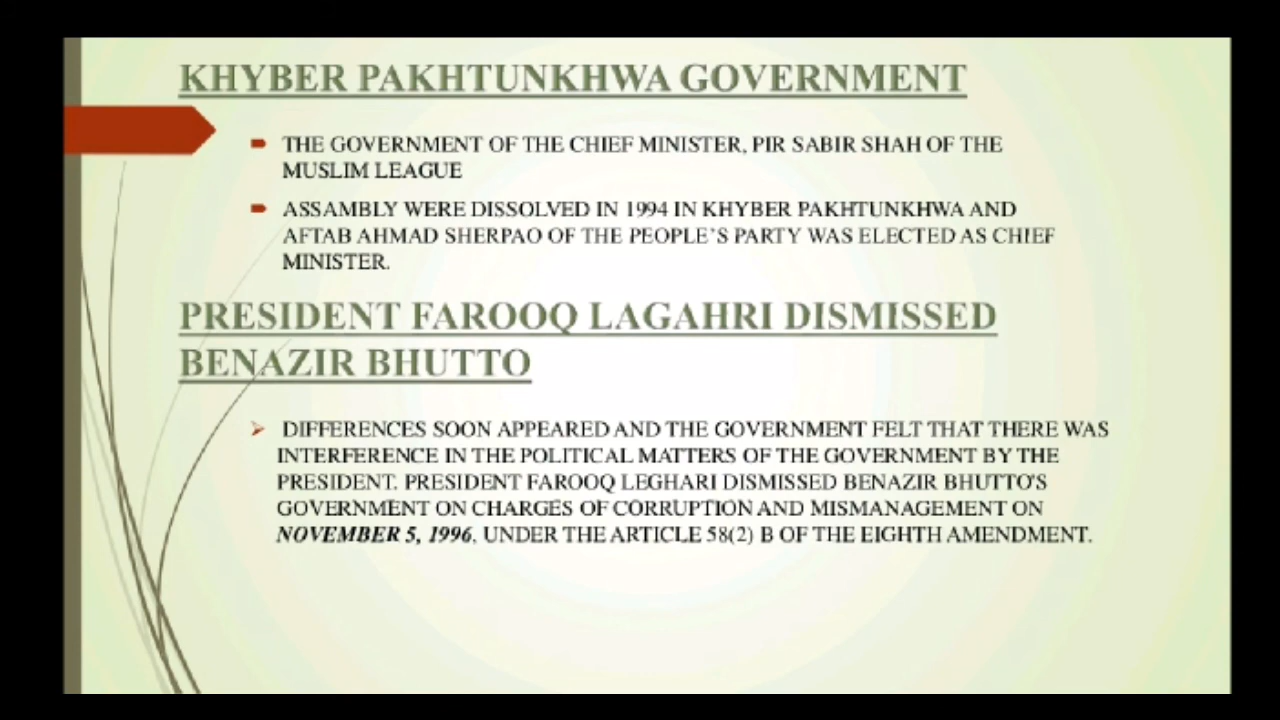 KHYBER PAKHTUNKHWA GOVERNMENT
THE GOVERNMENT OF THE CHIEF MINISTER, PIR SABIR SHAH OF THE
MUSLIM LEAGUE
ASSAMBLY WERE DISSOLVED IN 1994 IN KHYBER PAKHTUNKHWA AND
AFTAB AHMAD SHERPAO OF THE PEOPLE'S PARTY WAS ELECTED AS CHIEF
MINISTER.
PRESIDENT FAROOQ LAGAHRI DISMISSED
BENAZIR BHUTTO
DIFFERENCES SOON APPEARED AND THE GOVERNMENT FELT THAT THERE WAS
INTERFERENCE IN THE POLITICAL MATTERS OF THE GOVERNMENT BY THE
PRESIDENT. PRESIDENT FAROOQ LEGHARI DISMISSED BENAZIR BHUTTO'S
GOVERNMENT ON CHARGES OF CORRUPTION AND MISMANAGEMENT ON
NOVEMBER 5, 1996, UNDER THE ARTICLE 58(2) B OF THE EIGHTH AMENDMENT.